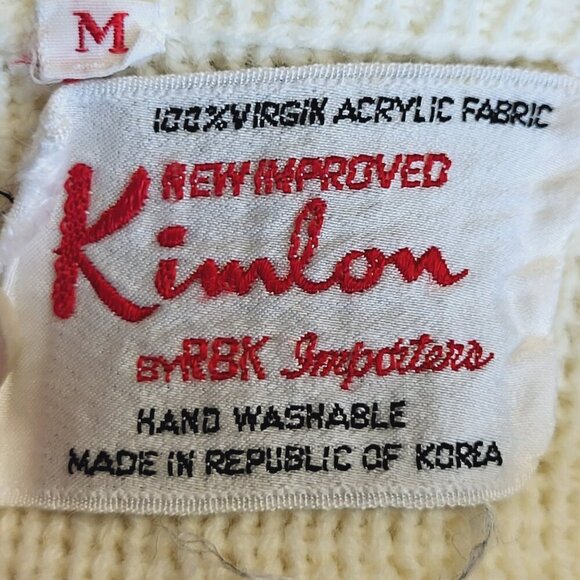 M
100% VIRGIN ACRYLIC FABRIC
NEW IMPROVED
Kimlon
BY RBK Importers
HAND WASHABLE
MADE IN REPUBLIC OF KOREA